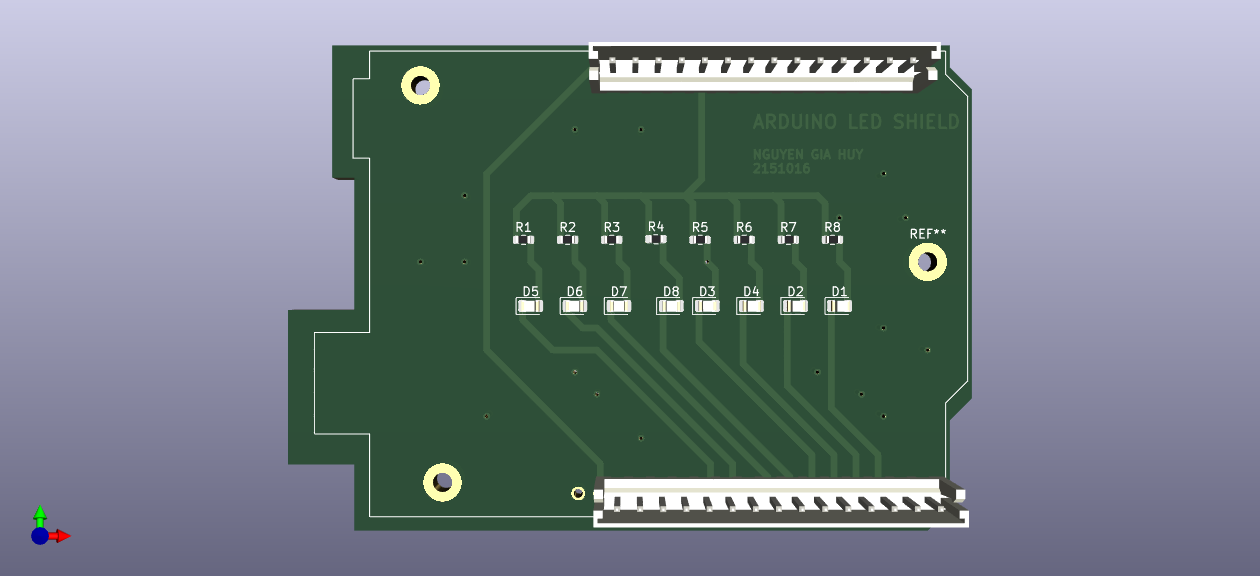 ARDUINO LED SHIELD
NGUYEN GIA HUY
2151016
R1 R2 R3 R4 R5 R6 R7 R8
REF**
D5 D6 D7 D8 D3 D4 D2 D1